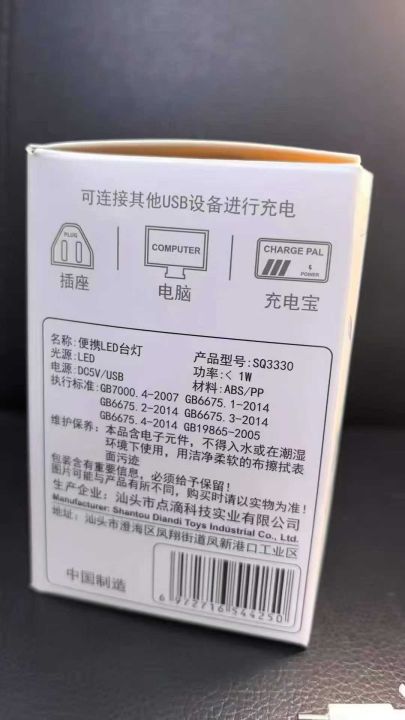 可连接其他USB设备进行充电
PLUG
COMPUTER
CHARGE PAL
POWER
插座
电脑
充电宝
名称:便携LED台灯 产品型号:SQ3330
光源:LED 功率:< 1W
电源:DC5V/USB 材料:ABS/PP
执行标准:GB7000.4-2007 GB6675.1-2014
GB6675.2-2014 GB6675.3-2014
GB6675.4-2014 GB19865-2005
维护保养:本品含电子元件,不得入水或在潮湿
环境下使用,用洁净柔软的布擦拭表
面污迹
包装含有重要信息,必须给予保留!
图片可能与产品有所不同,购买时请以实物为准!
生产企业:汕头市点滴科技实业有限公司
Manufacturer: Shantou Diandi Toys Industrial Co., Ltd.
地址:汕头市澄海区凤翔街道凤新港口工业区
中国制造
6 972716 544250